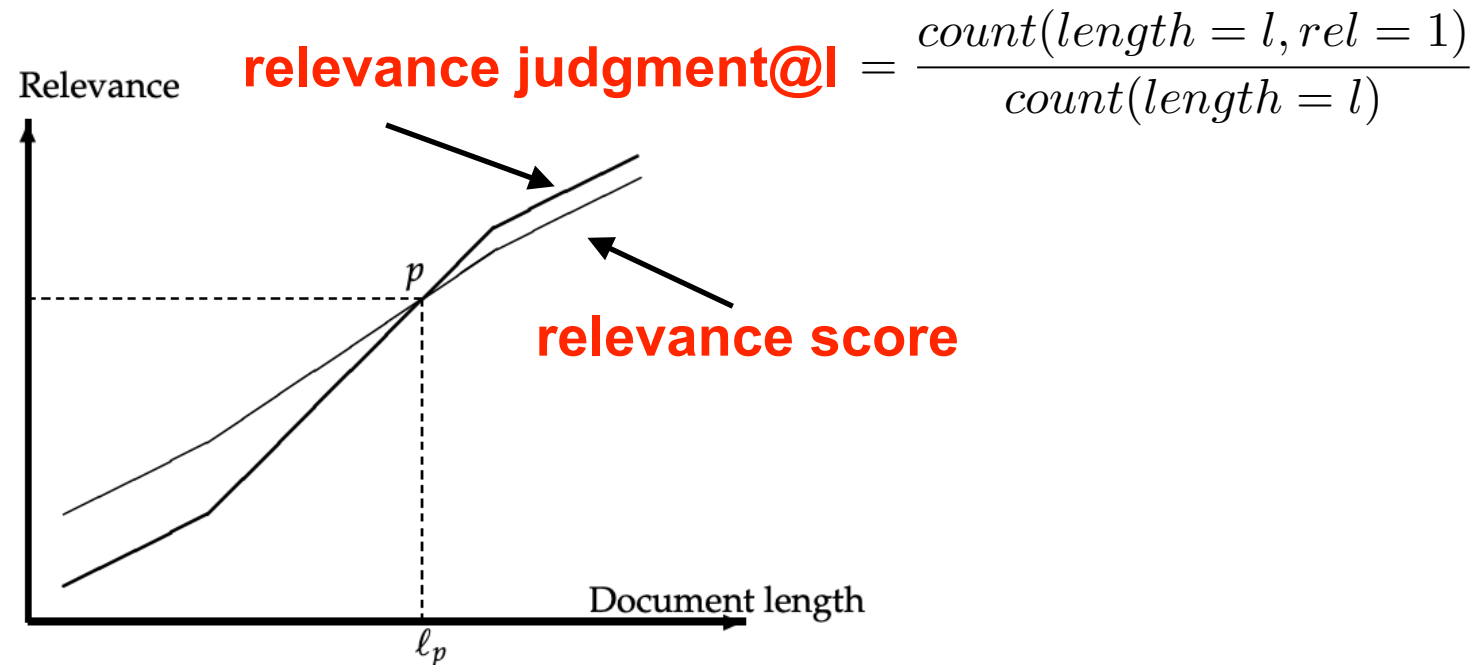 count(length = l, rel = 1)
relevance judgment@l =
count(length = l)
Relevance
p
relevance score
Document length
ℓp